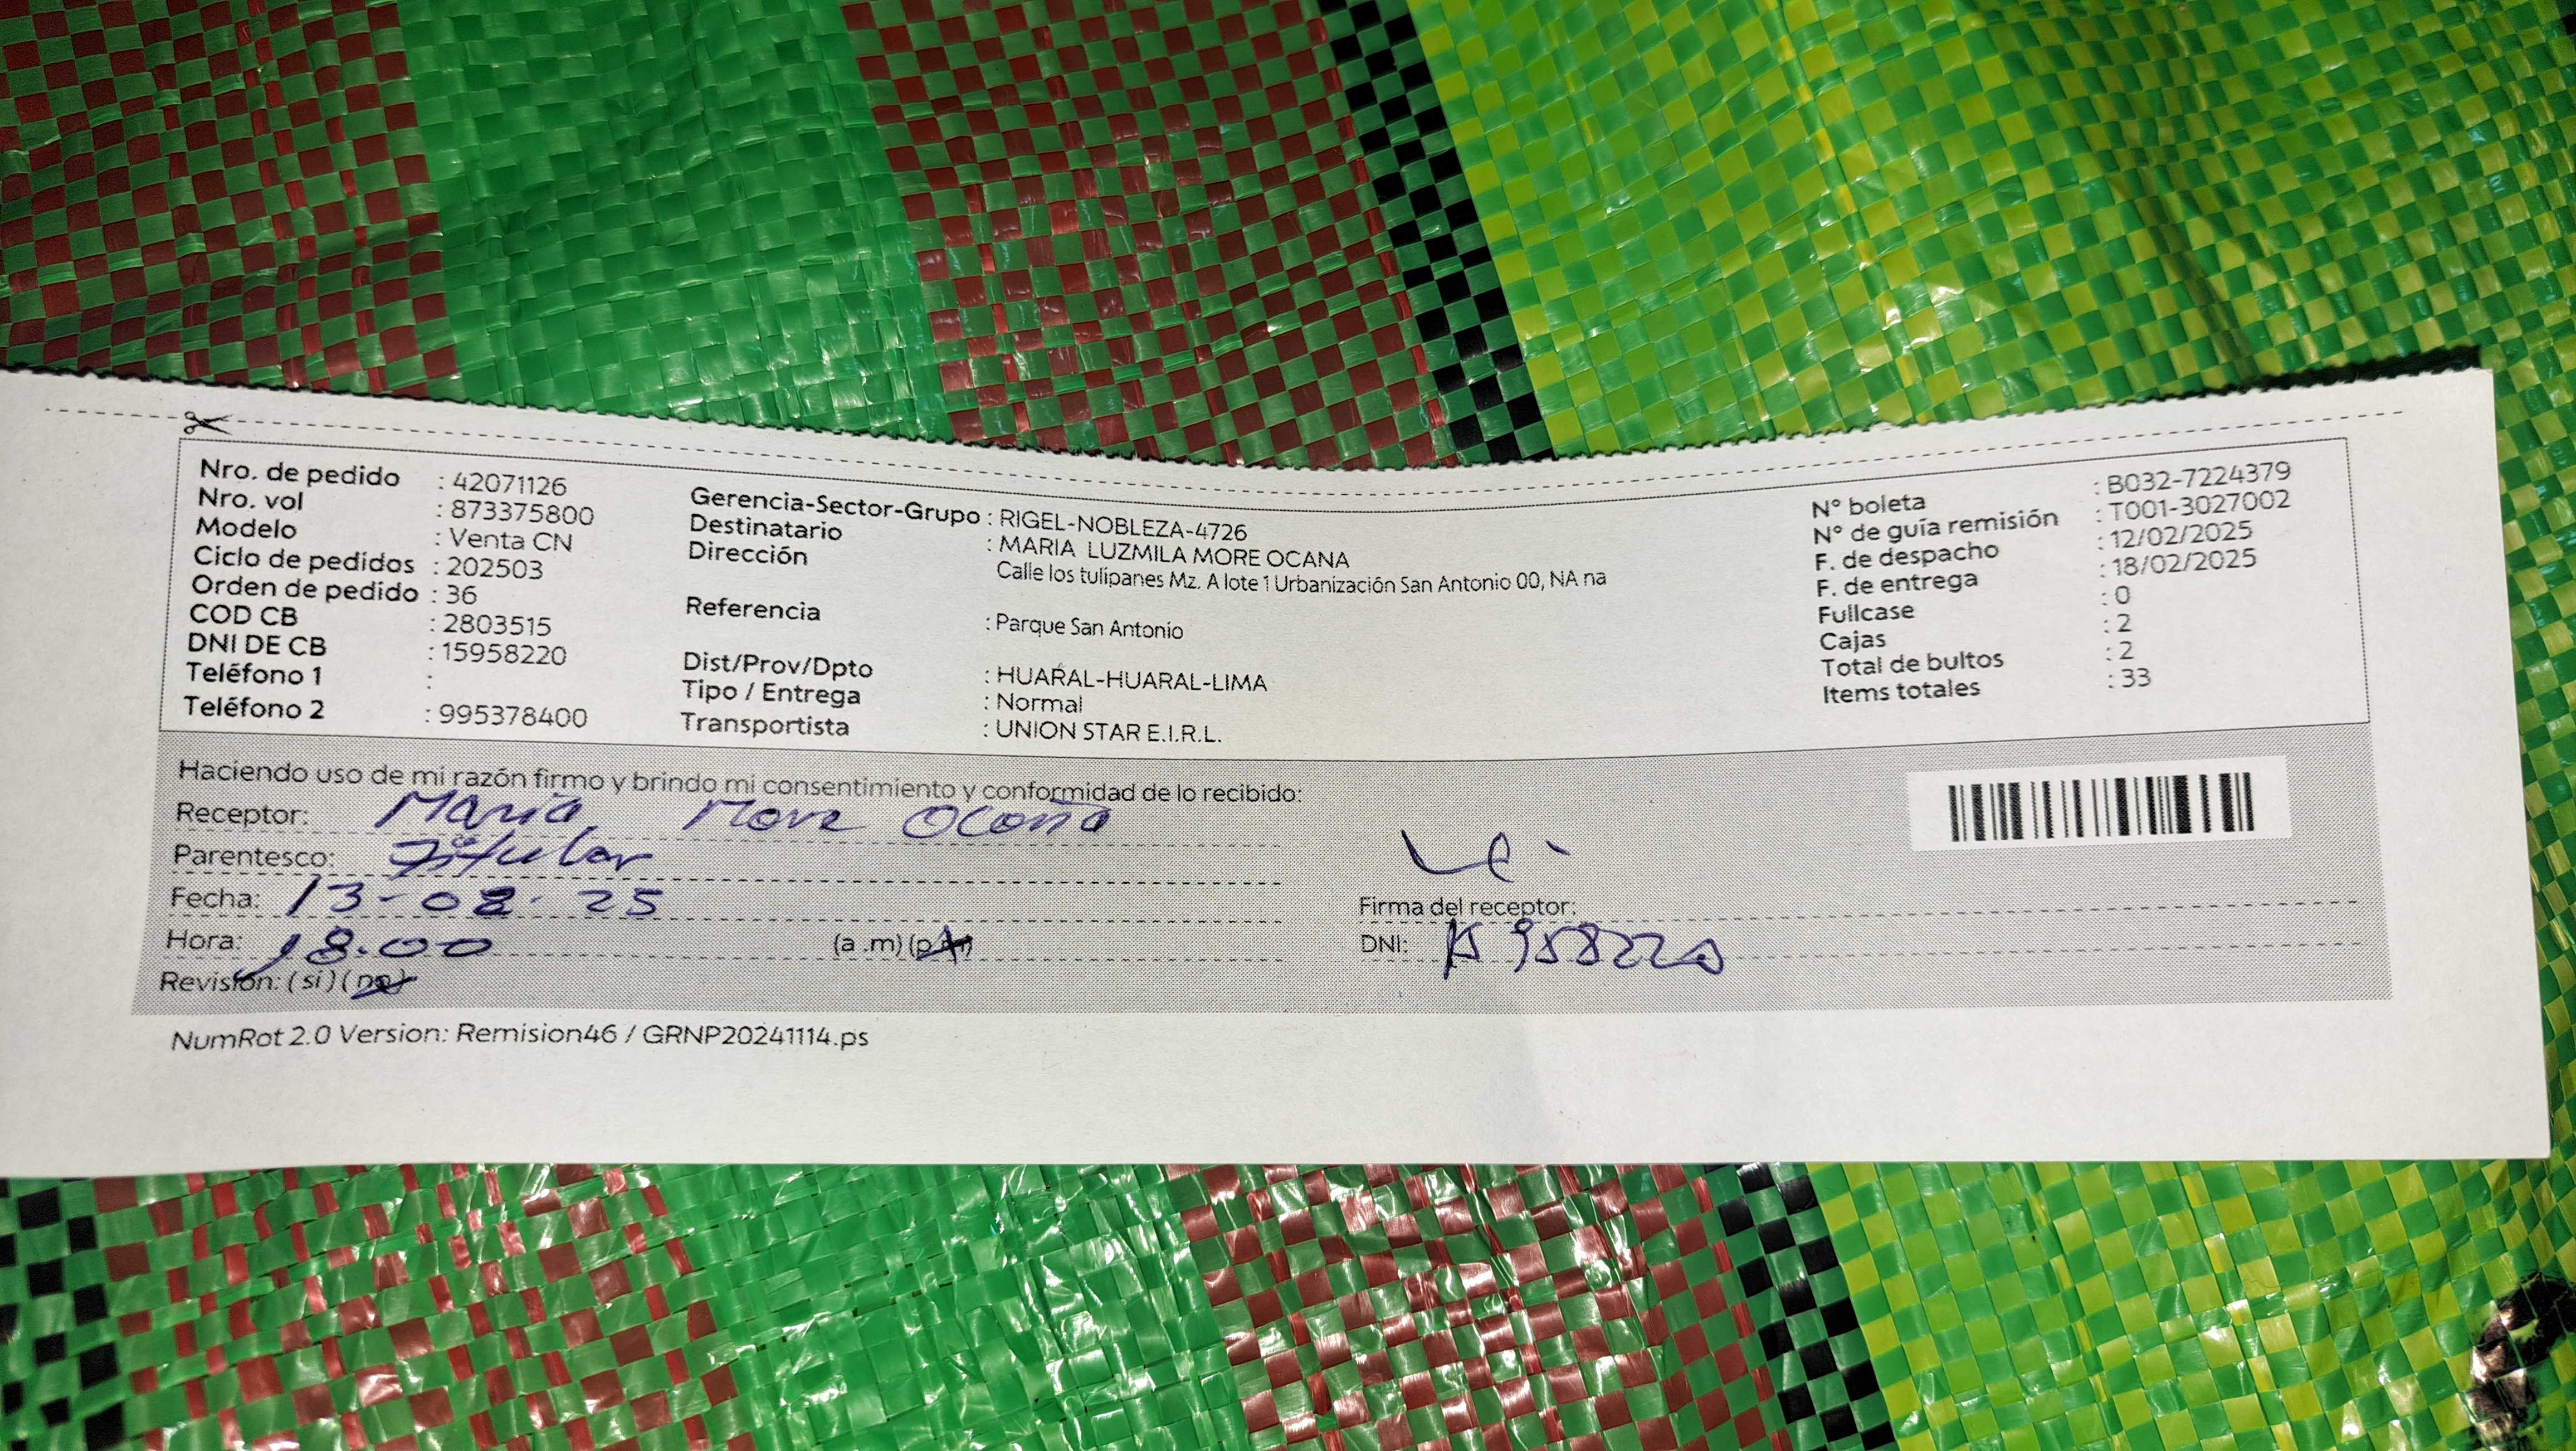 Nro. de pedido : 42071126
Nro. vol : 873375800
Modelo : Venta CN
Ciclo de pedidos : 202503
Orden de pedido : 36
COD CB : 2803515
DNI DE CB : 15958220
Teléfono 1 :
Teléfono 2 : 995378400
Gerencia-Sector-Grupo : RIGEL-NOBLEZA-4726
Destinatario : MARIA LUZMILA MORE OCANA
Dirección Calle los tulipanes Mz. A lote 1 Urbanización San Antonio 00, NA na
Referencia : Parque San Antonio
Dist/Prov/Dpto : HUARAL-HUARAL-LIMA
Tipo / Entrega : Normal
Transportista : UNION STAR E.I.R.L.
N° boleta : B032-7224379
N° de guía remisión : T001-3027002
F. de despacho : 12/02/2025
F. de entrega : 18/02/2025
Fullcase : 0
Cajas : 2
Total de bultos : 2
Items totales : 33
Haciendo uso de mi razón firmo y brindo mi consentimiento y conformidad de lo recibido:
Receptor: Maria More Ocaña
Parentesco: Titular
Fecha: 13-02-25
Hora: 18:00 (a .m) (p.m)
Revisión: (si) (no)
Firma del receptor:
DNI: 15958220
NumRot 2.0 Version: Remision46 / GRNP20241114.ps